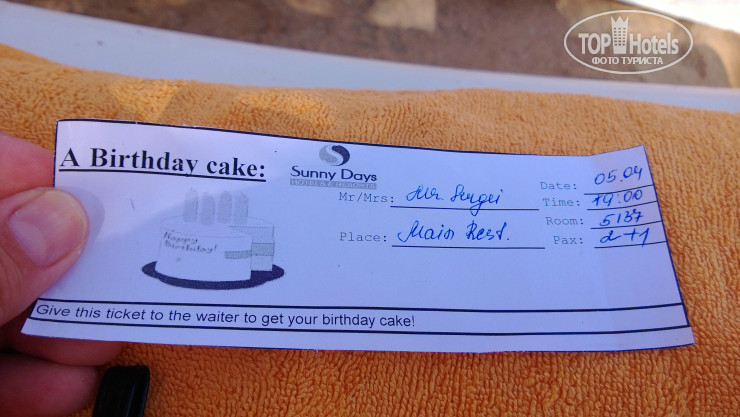 TOP Hotels
ФОТО ТУРИСТА
A Birthday cake:
Sunny Days
HOTELS & RESORTS
Mr/Mrs: Mr. Sergei
Place: Main Rest.
Date: 05.04
Time: 19:00
Room: 5137
Pax: 2+1
Happy
Birthday!
Give this ticket to the waiter to get your birthday cake!